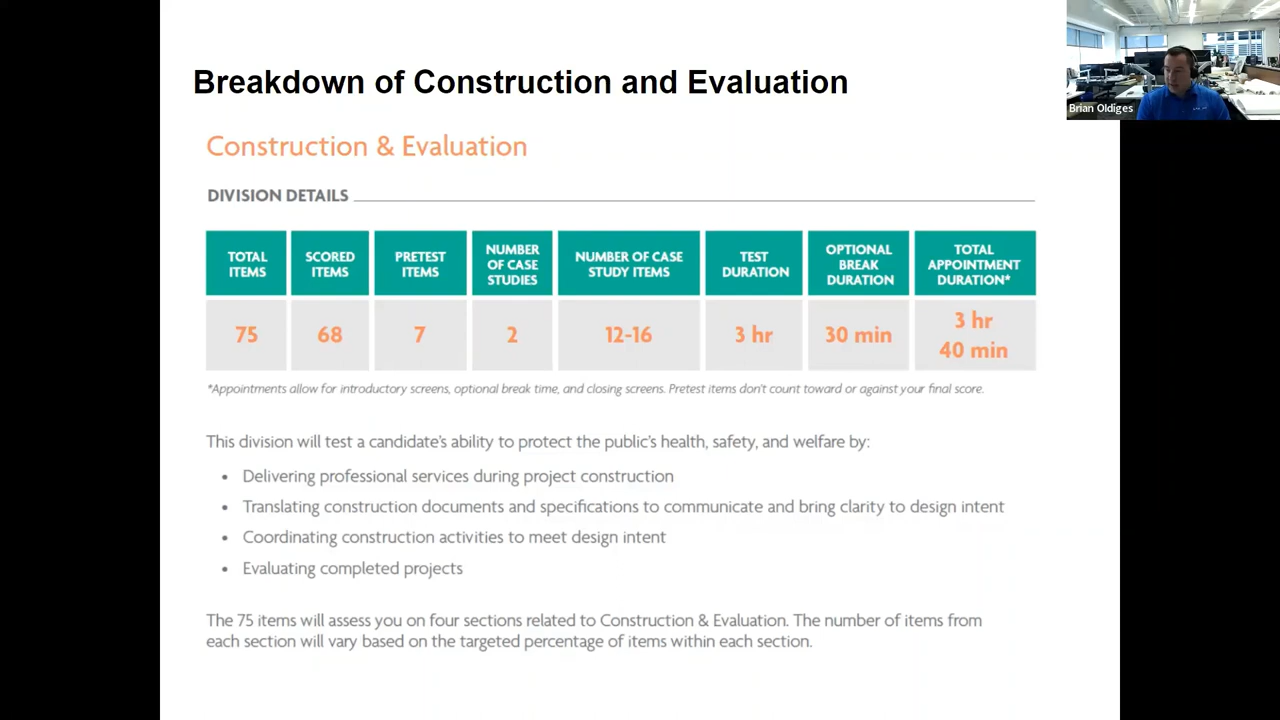 Breakdown of Construction and Evaluation
Brian Oldiges
Construction & Evaluation
DIVISION DETAILS
TOTAL ITEMS
SCORED ITEMS
PRETEST ITEMS
NUMBER OF CASE STUDIES
NUMBER OF CASE STUDY ITEMS
TEST DURATION
OPTIONAL BREAK DURATION
TOTAL APPOINTMENT DURATION*
75
68
7
2
12-16
3 hr
30 min
3 hr 40 min
*Appointments allow for introductory screens, optional break time, and closing screens. Pretest items don't count toward or against your final score.
This division will test a candidate's ability to protect the public's health, safety, and welfare by:
• Delivering professional services during project construction
• Translating construction documents and specifications to communicate and bring clarity to design intent
• Coordinating construction activities to meet design intent
• Evaluating completed projects
The 75 items will assess you on four sections related to Construction & Evaluation. The number of items from
each section will vary based on the targeted percentage of items within each section.